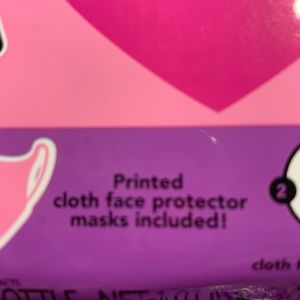 Printed
cloth face protector
masks included!
2
cloth